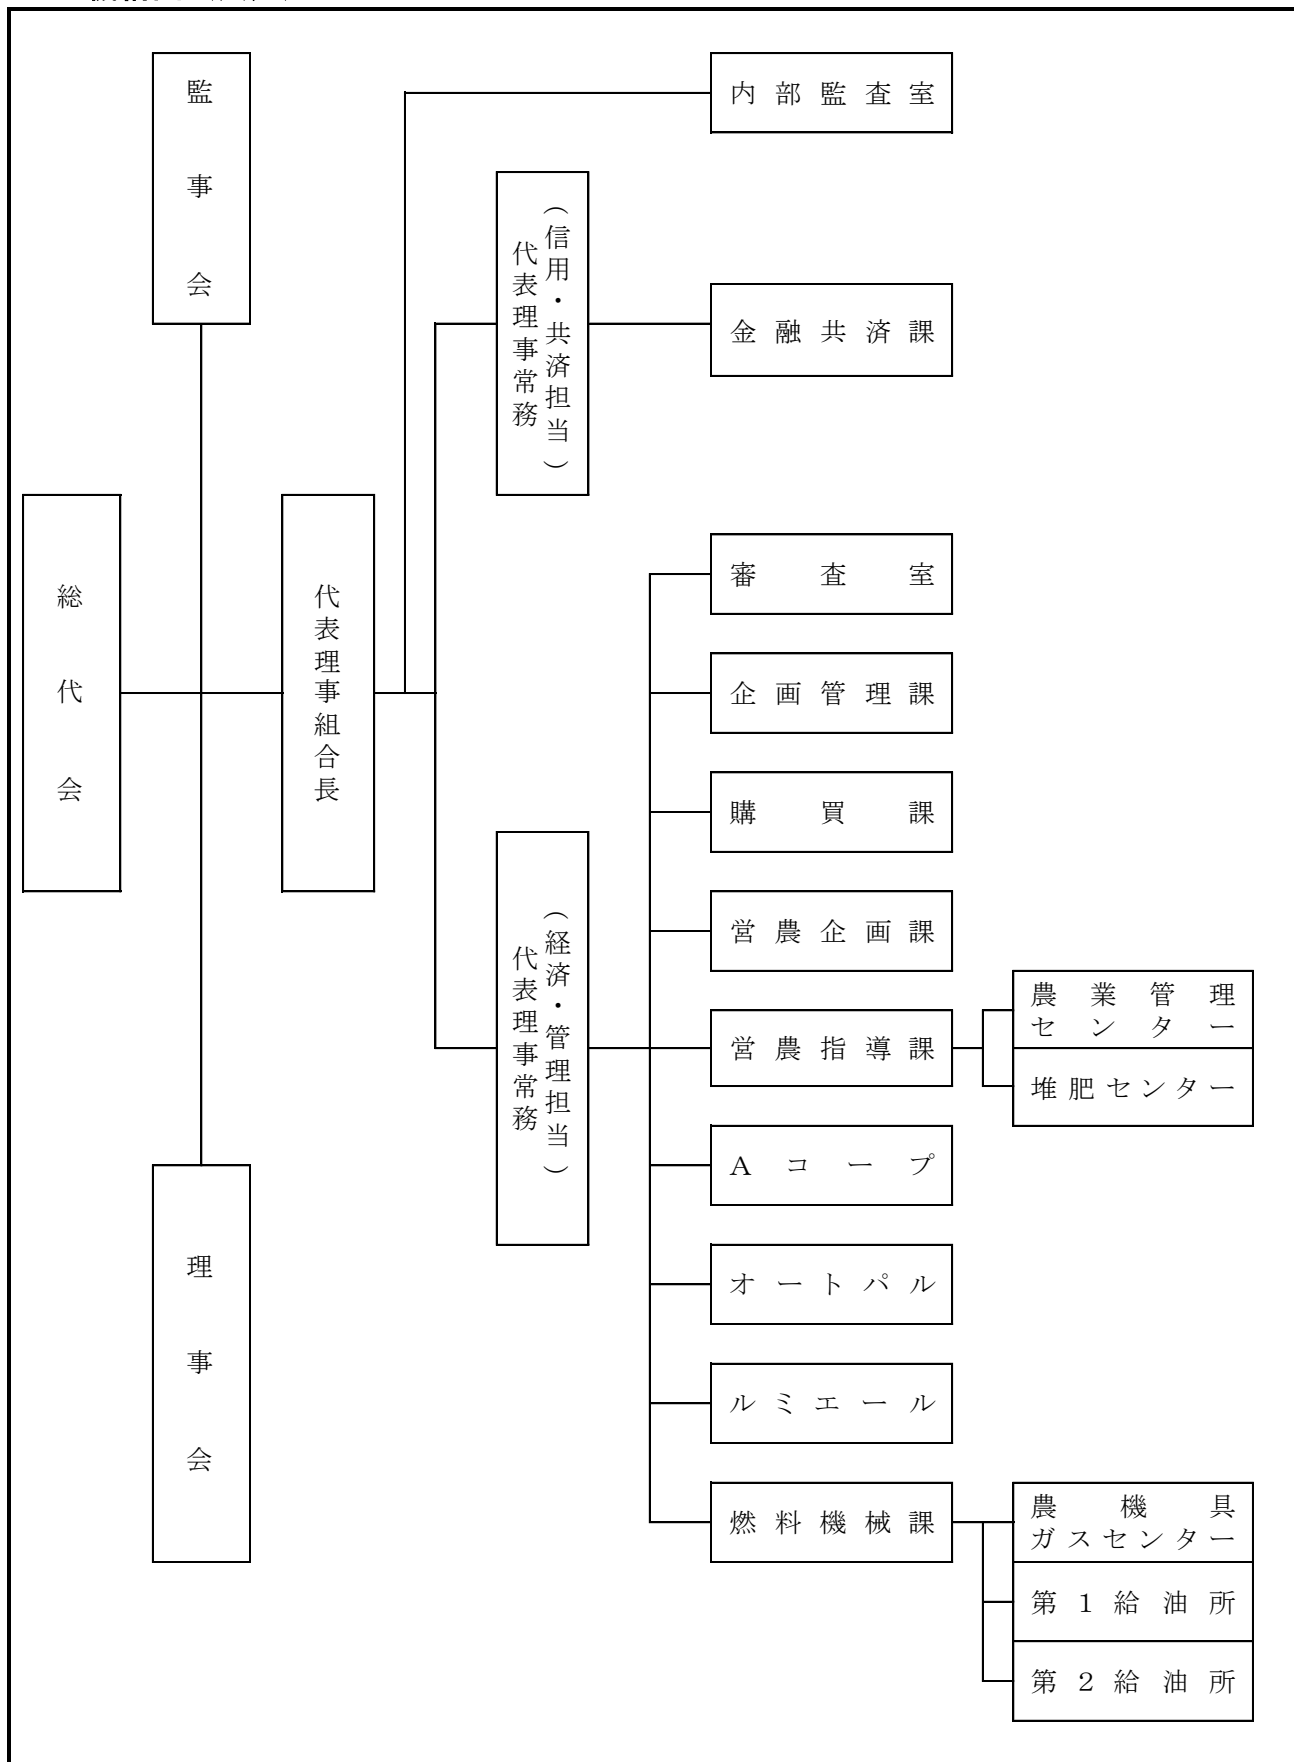 監事会
総代会
理事会
代表理事組合長
代表理事常務
（信用・共済担当）
代表理事常務
（経済・管理担当）
内部監査室
金融共済課
審査室
企画管理課
購買課
営農企画課
営農指導課
農業管理
センター
堆肥センター
Aコープ
オートパル
ルミエール
燃料機械課
農機具
ガスセンター
第1給油所
第2給油所